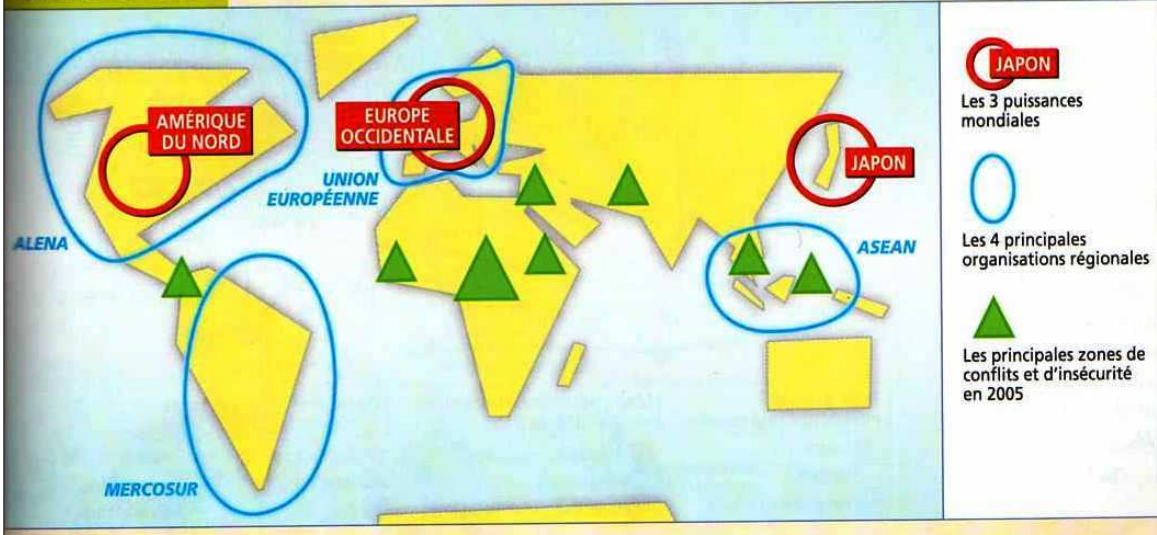 AMÉRIQUE
DU NORD
EUROPE
OCCIDENTALE
UNION
EUROPÉENNE
JAPON
ALENA
ASEAN
MERCOSUR
JAPON
Les 3 puissances
mondiales
Les 4 principales
organisations régionales
Les principales zones de
conflits et d'insécurité
en 2005